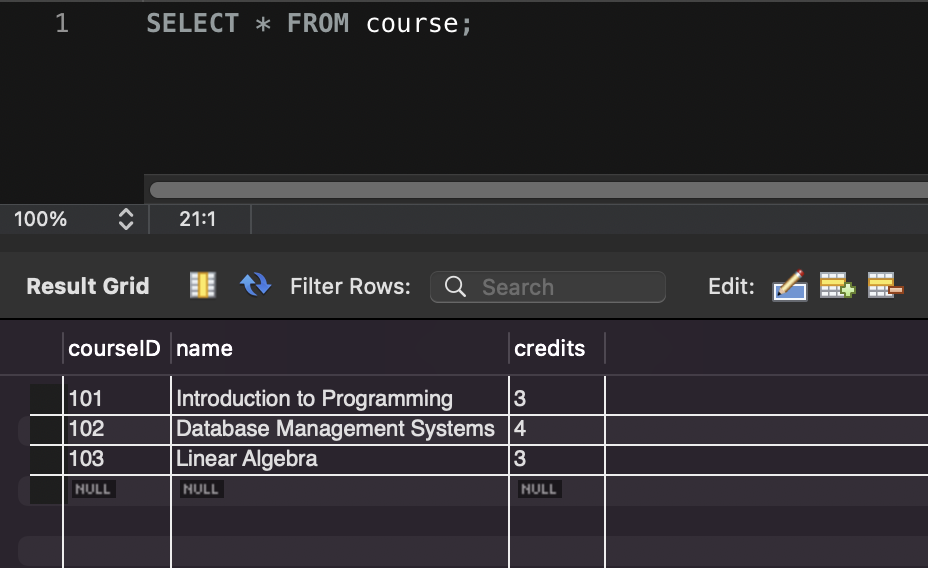 1 SELECT * FROM course;
100% 21:1
Result Grid Filter Rows: Search Edit:
courseID name credits
101 Introduction to Programming 3
102 Database Management Systems 4
103 Linear Algebra 3
NULL NULL NULL